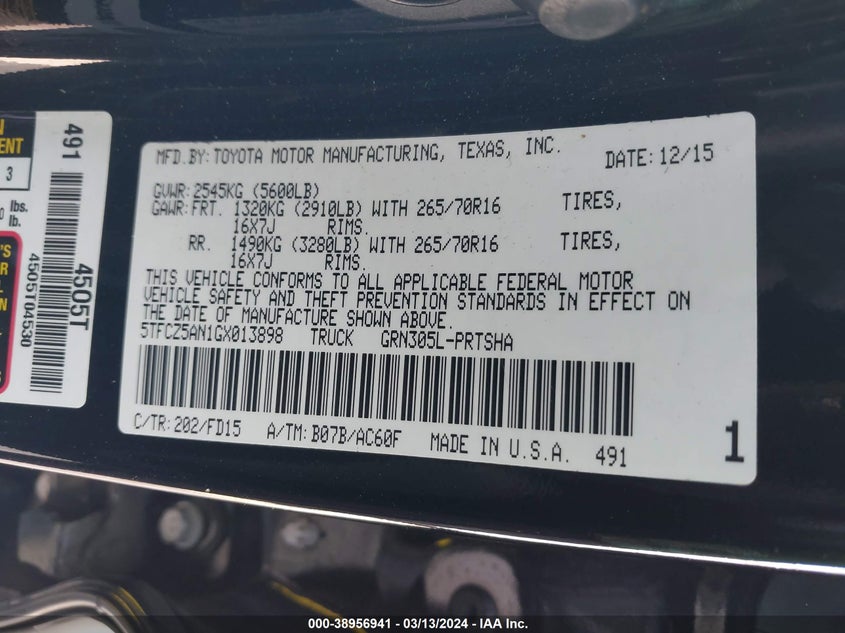 MFD.BY:TOYOTA MOTOR MANUFACTURING, TEXAS, INC. DATE:12/15
GVWR:2545KG (5600LB)
GAWR:FRT. 1320KG (2910LB) WITH 265/70R16 TIRES,
16X7J RIMS.
RR. 1490KG (3280LB) WITH 265/70R16 TIRES,
16X7J RIMS.
THIS VEHICLE CONFORMS TO ALL APPLICABLE FEDERAL MOTOR
VEHICLE SAFETY AND THEFT PREVENTION STANDARDS IN EFFECT ON
THE DATE OF MANUFACTURE SHOWN ABOVE.
5TFCZ5AN1GX013898 TRUCK GRN305L-PRTSHA
C/TR:202/FD15 A/TM:B07B/AC60F MADE IN U.S.A. 491
1
491
4505T
4505T04530
3
lbs.
lb.
000-38956941 - 03/13/2024 - IAA Inc.